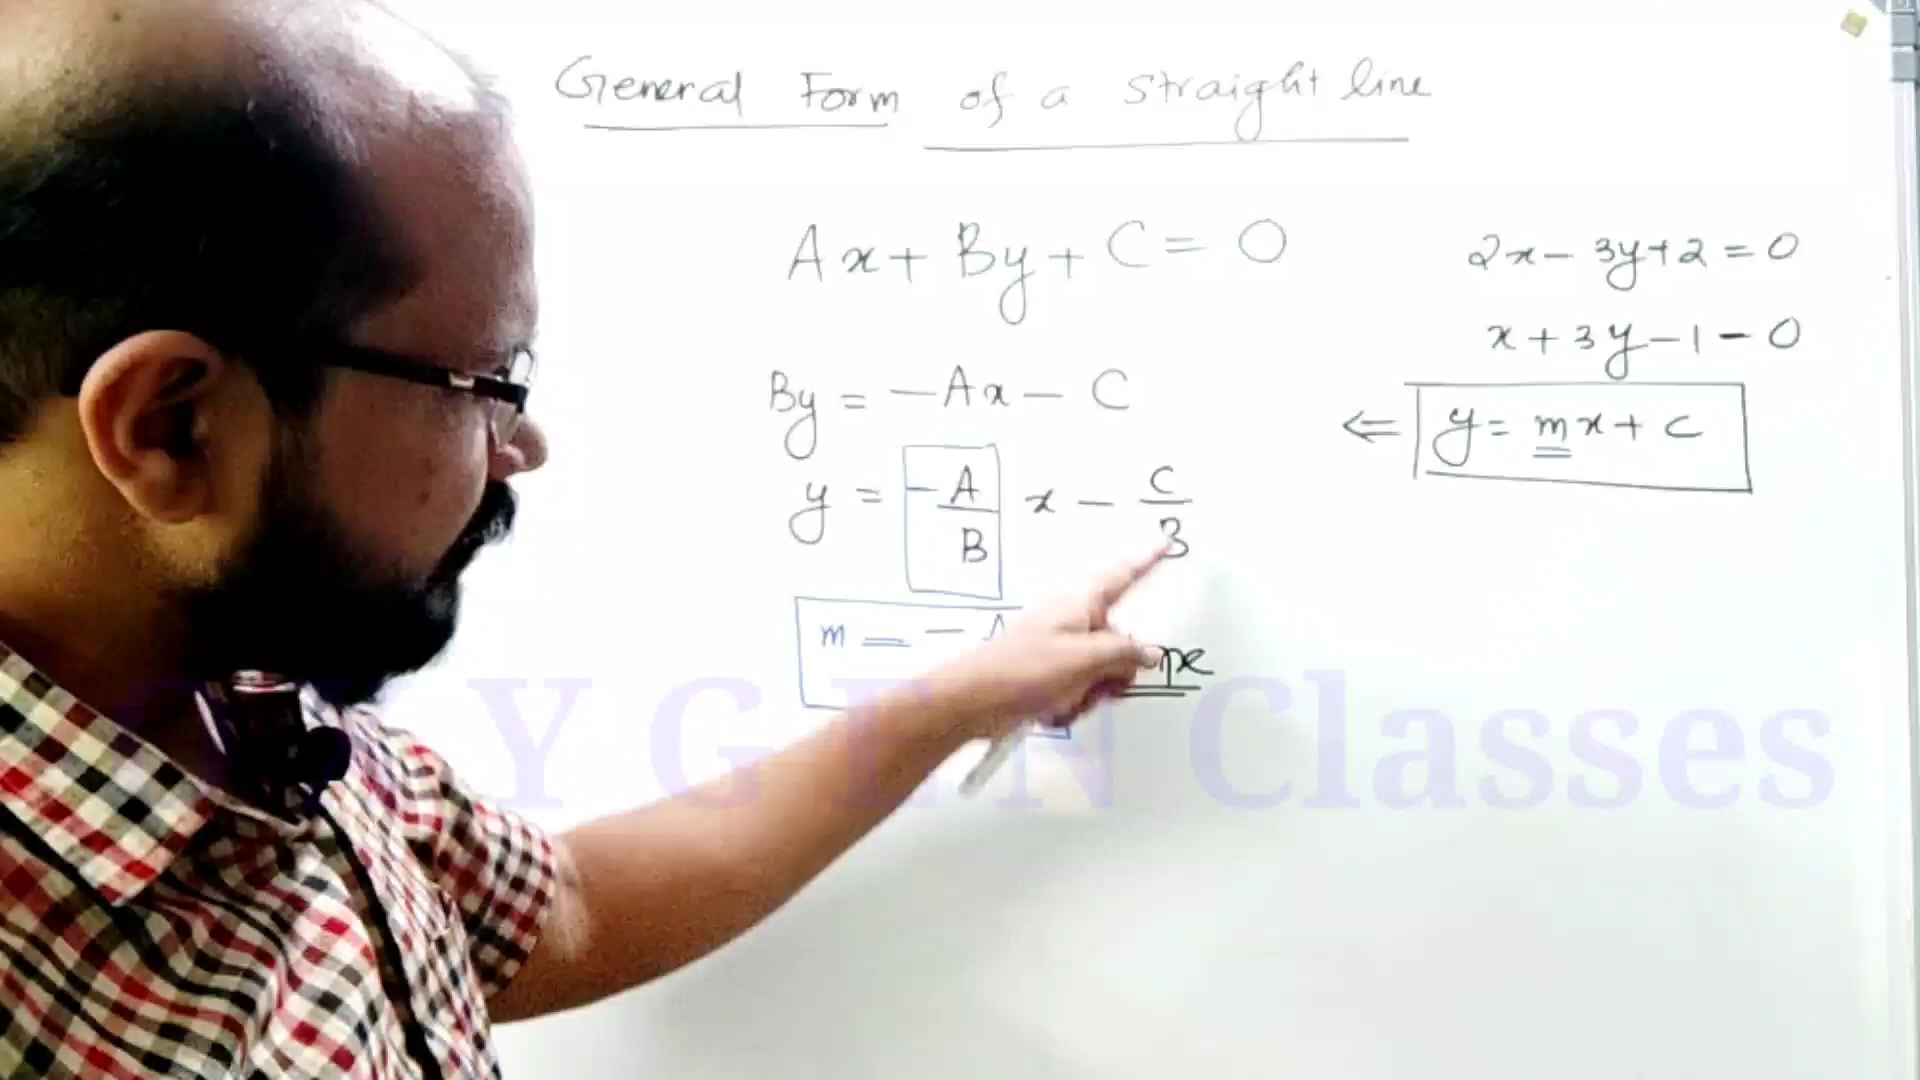 General Form of a straight line
Ax + By + C = 0
2x - 3y + 2 = 0
x + 3y - 1 - 0
By = -Ax - C
⇐ y = mx + c
y = -A/B x - C/3
m = - A
Classes